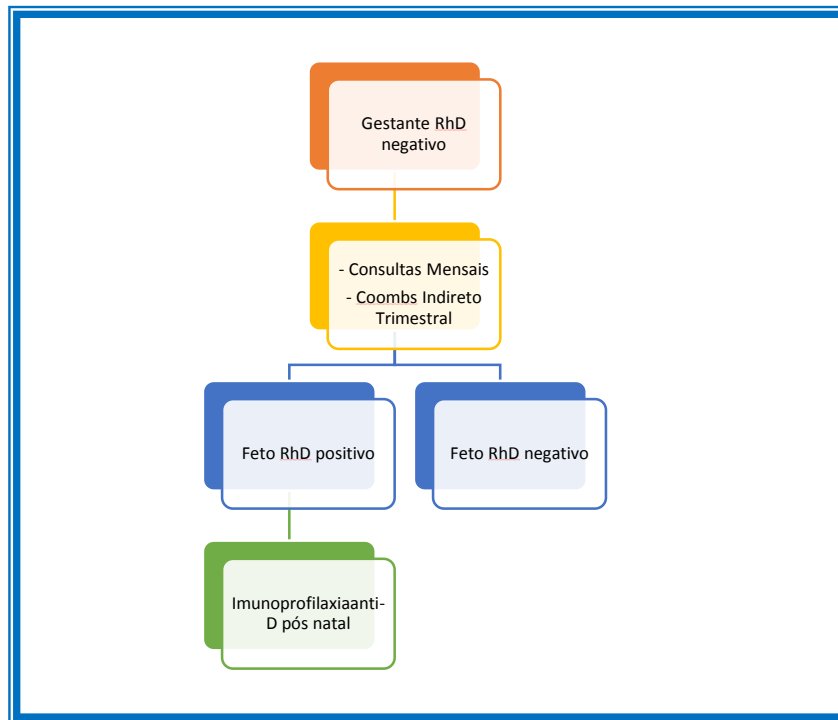 Gestante RhD
negativo
- Consultas Mensais
- Coombs Indireto
Trimestral
Feto RhD positivo
Feto RhD negativo
Imunoprofilaxiaanti-
D pós natal